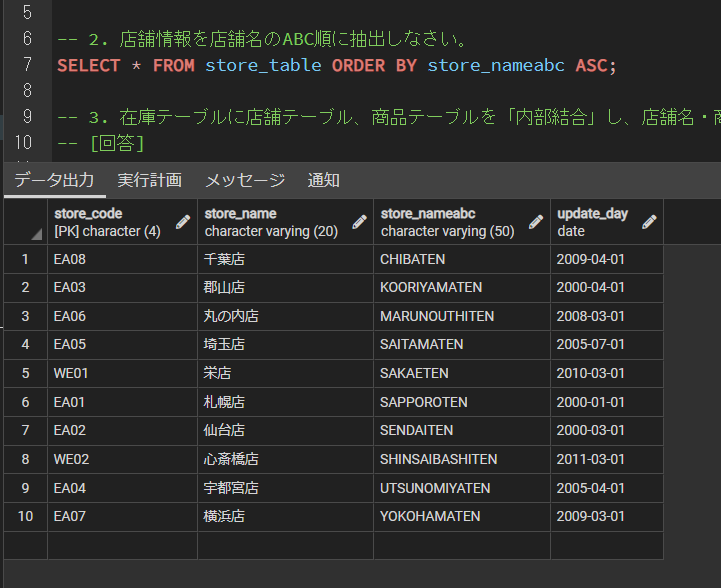 5
6 -- 2. 店舗情報を店舗名のABC順に抽出しなさい。
7 SELECT * FROM store_table ORDER BY store_nameabc ASC;
8
9 -- 3. 在庫テーブルに店舗テーブル、商品テーブルを「内部結合」し、店舗名・商
10 -- [回答]
データ出力 実行計画 メッセージ 通知
store_code store_name store_nameabc update_day
[PK] character (4) character varying (20) character varying (50) date
1 EA08 千葉店 CHIBATEN 2009-04-01
2 EA03 郡山店 KOORIYAMATEN 2000-04-01
3 EA06 丸の内店 MARUNOUTHITEN 2008-03-01
4 EA05 埼玉店 SAITAMATEN 2005-07-01
5 WE01 栄店 SAKAETEN 2010-03-01
6 EA01 札幌店 SAPPOROTEN 2000-01-01
7 EA02 仙台店 SENDAITEN 2000-03-01
8 WE02 心斎橋店 SHINSAIBASHITEN 2011-03-01
9 EA04 宇都宮店 UTSUNOMIYATEN 2005-04-01
10 EA07 横浜店 YOKOHAMATEN 2009-03-01